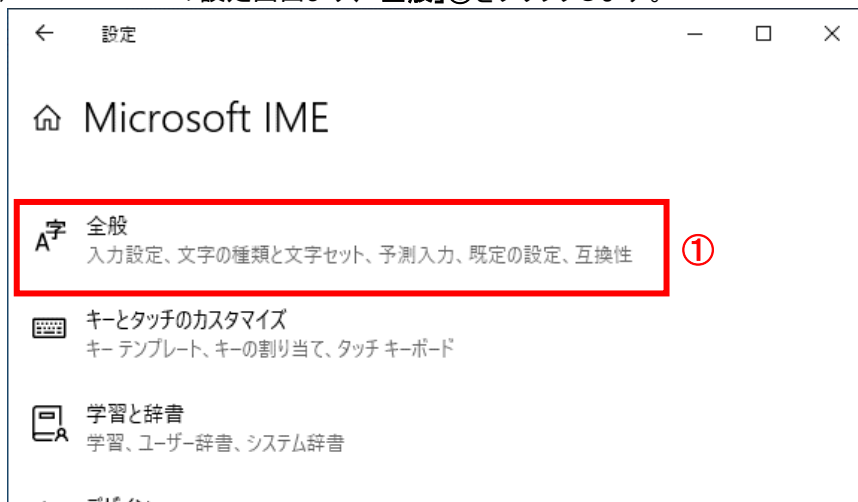 設定
Microsoft IME
全般
入力設定、文字の種類と文字セット、予測入力、既定の設定、互換性
①
キーとタッチのカスタマイズ
キー テンプレート、キーの割り当て、タッチ キーボード
学習と辞書
学習、ユーザー辞書、システム辞書